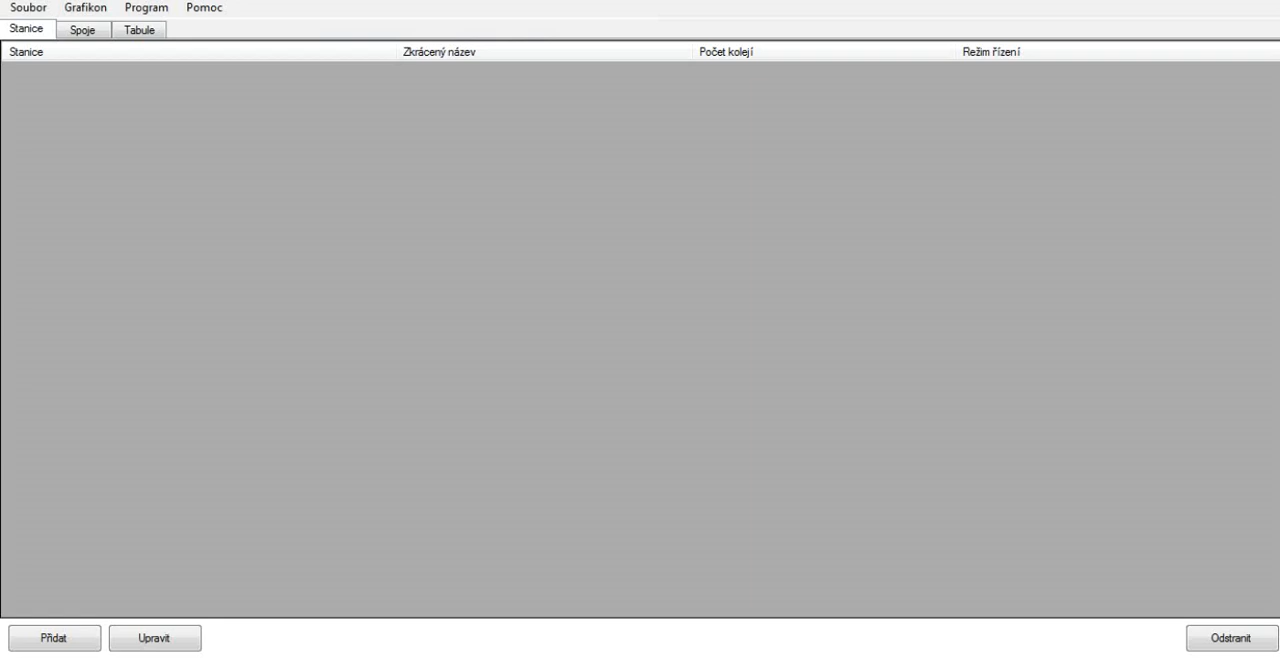 Soubor Grafikon Program Pomoc
Stanice Spoje Tabule
Stanice Zkrácený název Počet kolejí Režim řízení
Přidat Upravit Odstranit